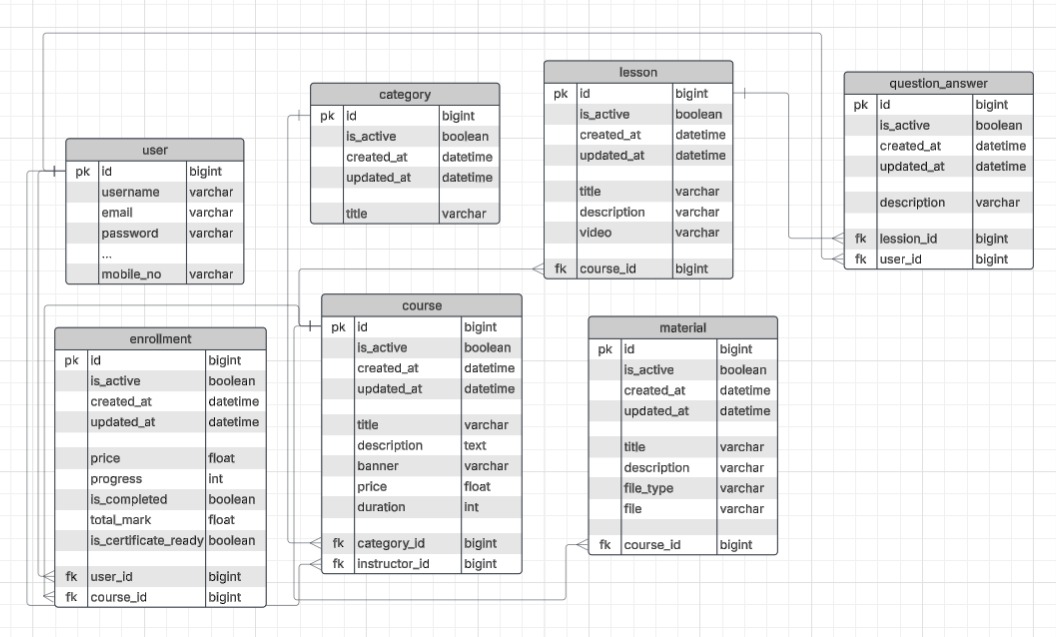 user
pk id bigint
username varchar
email varchar
password varchar
...
mobile_no varchar
category
pk id bigint
is_active boolean
created_at datetime
updated_at datetime
title varchar
lesson
pk id bigint
is_active boolean
created_at datetime
updated_at datetime
title varchar
description varchar
video varchar
fk course_id bigint
question_answer
pk id bigint
is_active boolean
created_at datetime
updated_at datetime
description varchar
fk lession_id bigint
fk user_id bigint
enrollment
pk id bigint
is_active boolean
created_at datetime
updated_at datetime
price float
progress int
is_completed boolean
total_mark float
is_certificate_ready boolean
fk user_id bigint
fk course_id bigint
course
pk id bigint
is_active boolean
created_at datetime
updated_at datetime
title varchar
description text
banner varchar
price float
duration int
fk category_id bigint
fk instructor_id bigint
material
pk id bigint
is_active boolean
created_at datetime
updated_at datetime
title varchar
description varchar
file_type varchar
file varchar
fk course_id bigint